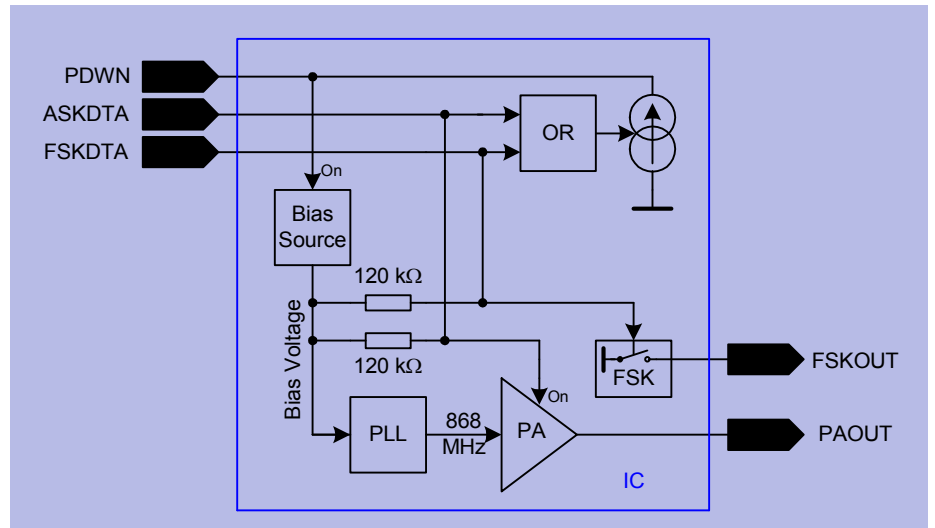 PDWN
ASKDTA
FSKDTA
OR
On
Bias
Source
120 kΩ
120 kΩ
Bias Voltage
FSK
FSKOUT
On
PLL
868
MHz
PA
PAOUT
IC